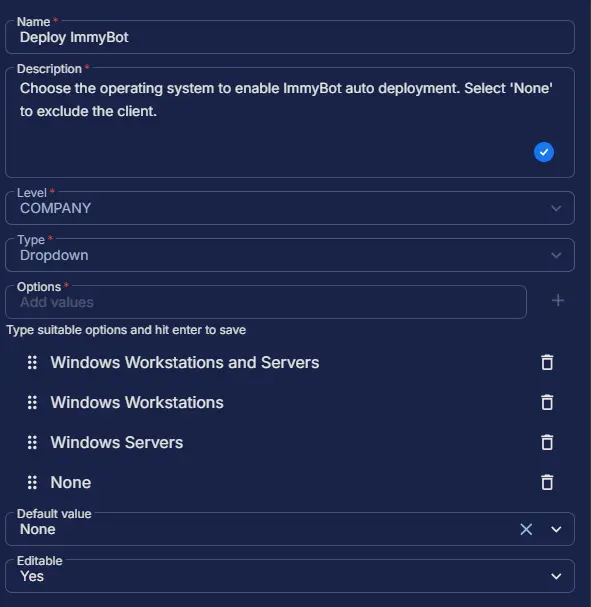 Name *
Deploy ImmyBot
Description *
Choose the operating system to enable ImmyBot auto deployment. Select 'None'
to exclude the client.
Level *
COMPANY
Type *
Dropdown
Options *
Add values
Type suitable options and hit enter to save
Windows Workstations and Servers
Windows Workstations
Windows Servers
None
Default value
None
Editable
Yes